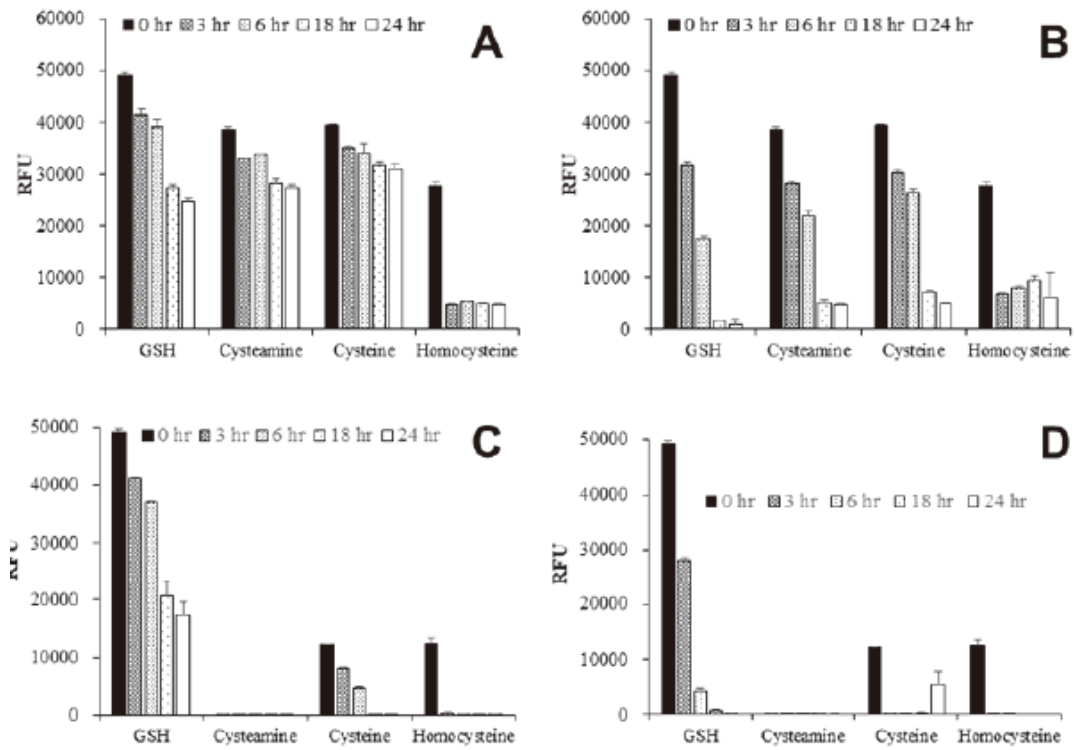 60000
50000
40000
30000
20000
10000
0
RFU
■ 0 hr ▩ 3 hr ▨ 6 hr □ 18 hr □ 24 hr
A
GSH Cysteamine Cysteine Homocysteine
60000
50000
40000
30000
20000
10000
0
RFU
■ 0 hr ▩ 3 hr ▨ 6 hr □ 18 hr □ 24 hr
B
GSH Cysteamine Cysteine Homocysteine
50000
40000
30000
20000
10000
0
RFU
■ 0 hr ▩ 3 hr ▨ 6 hr □ 18 hr □ 24 hr
C
GSH Cysteamine Cysteine Homocysteine
50000
40000
30000
20000
10000
0
RFU
■ 0 hr ▩ 3 hr ▨ 6 hr □ 18 hr □ 24 hr
D
GSH Cysteamine Cysteine Homocysteine